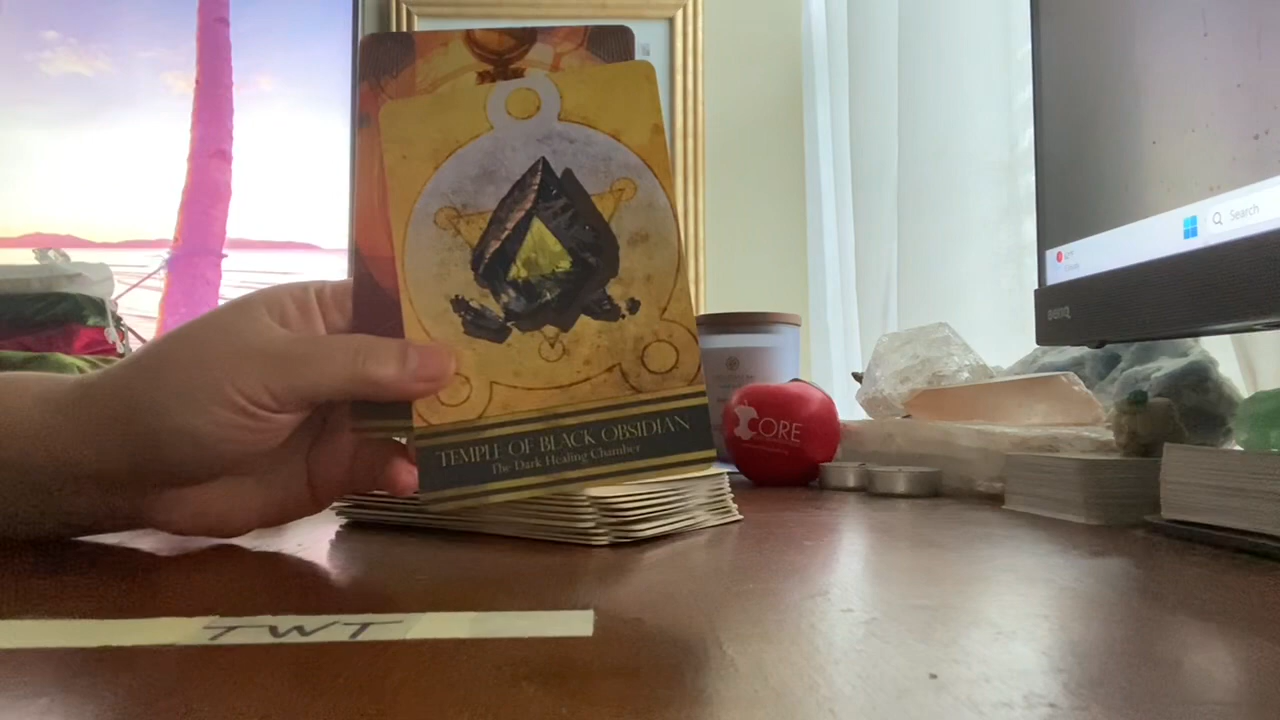 TEMPLE OF BLACK OBSIDIAN
The Dark Healing Chamber
CORE
TWT
Search
BenQ